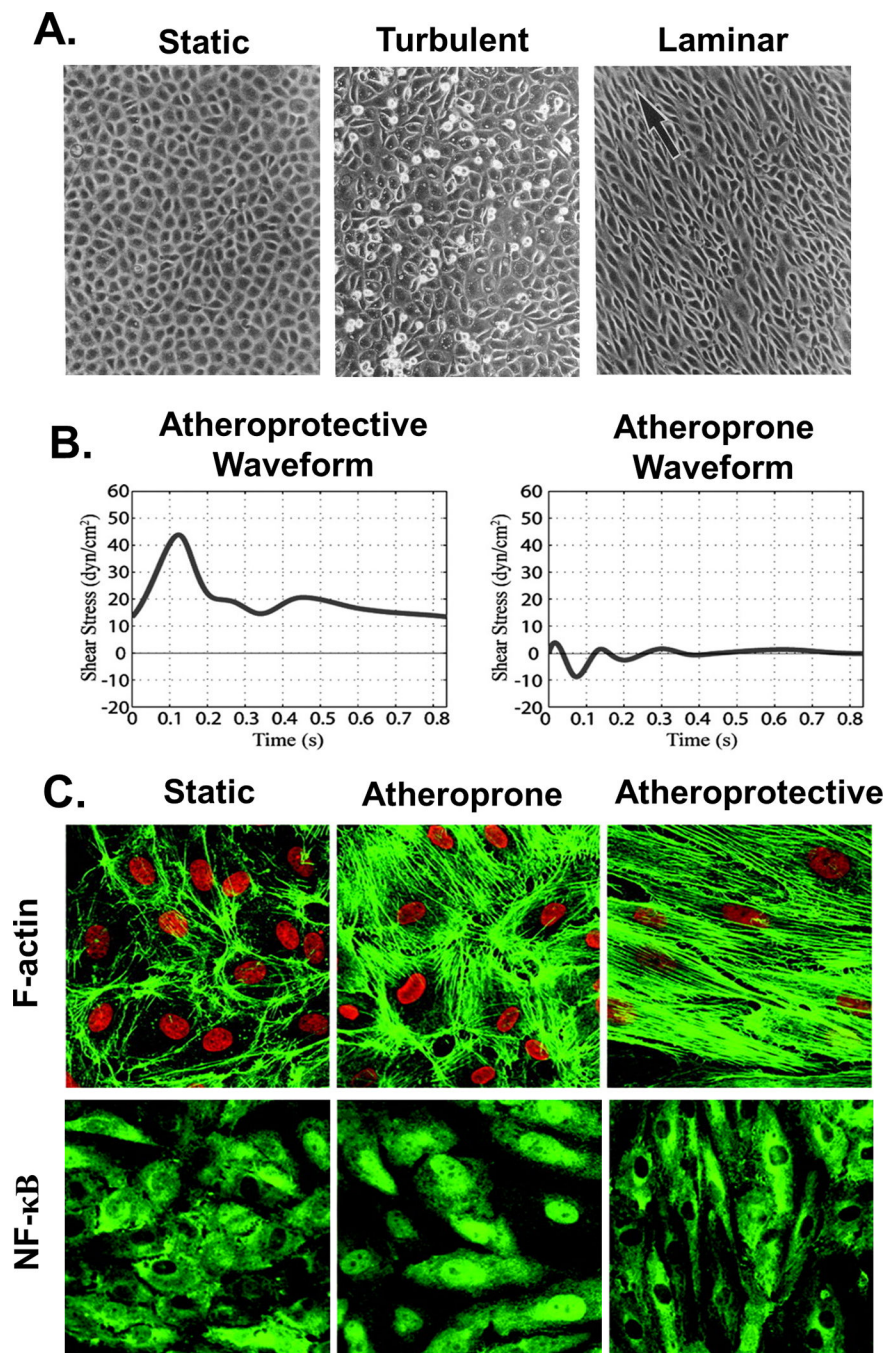 A.
Static
Turbulent
Laminar
B.
Atheroprotective
Waveform
Shear Stress (dyn/cm²)
60
50
40
30
20
10
0
-10
-20
0
0.1
0.2
0.3
0.4
0.5
0.6
0.7
0.8
Time (s)
Atheroprone
Waveform
Shear Stress (dyn/cm²)
60
50
40
30
20
10
0
-10
-20
0
0.1
0.2
0.3
0.4
0.5
0.6
0.7
0.8
Time (s)
C.
Static
Atheroprone
Atheroprotective
F-actin
NF-κB